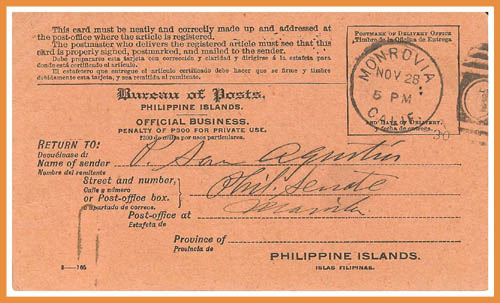 This card must be neatly and correctly made up and addressed at
the post-office where the article is registered.
The postmaster who delivers the registered article must see that this
card is properly signed, postmarked, and mailed to the sender.
Debe prepararse esta tarjeta con corrección y claridad y dirigirse á la estafeta para
donde está certificado el artículo.
El estafetero que entregue el artículo certificado debe hacer que se firme y timbre
debidamente esta tarjeta, y sea remitida al remitente.
Bureau of Posts.
PHILIPPINE ISLANDS.
OFFICIAL BUSINESS.
PENALTY OF P300 FOR PRIVATE USE.
P300 de multa por usos particulares.
POSTMARK OF DELIVERY OFFICE
Timbre de la Oficina de Entrega.
MONROVIA
NOV 28
5 PM
CALIF.
AND DATE OF DELIVERY.
y fecha de entrega.
30
RETURN TO:
Devuélvase á:
Name of sender P. San Agustin
Nombre del remitente
Street and number, Phil. Senate
Calle y número
or Post-office box.
ó apartado de correos.
Post-office at Manila
Estafeta de
Province of
Provincia de
PHILIPPINE ISLANDS.
ISLAS FILIPINAS.